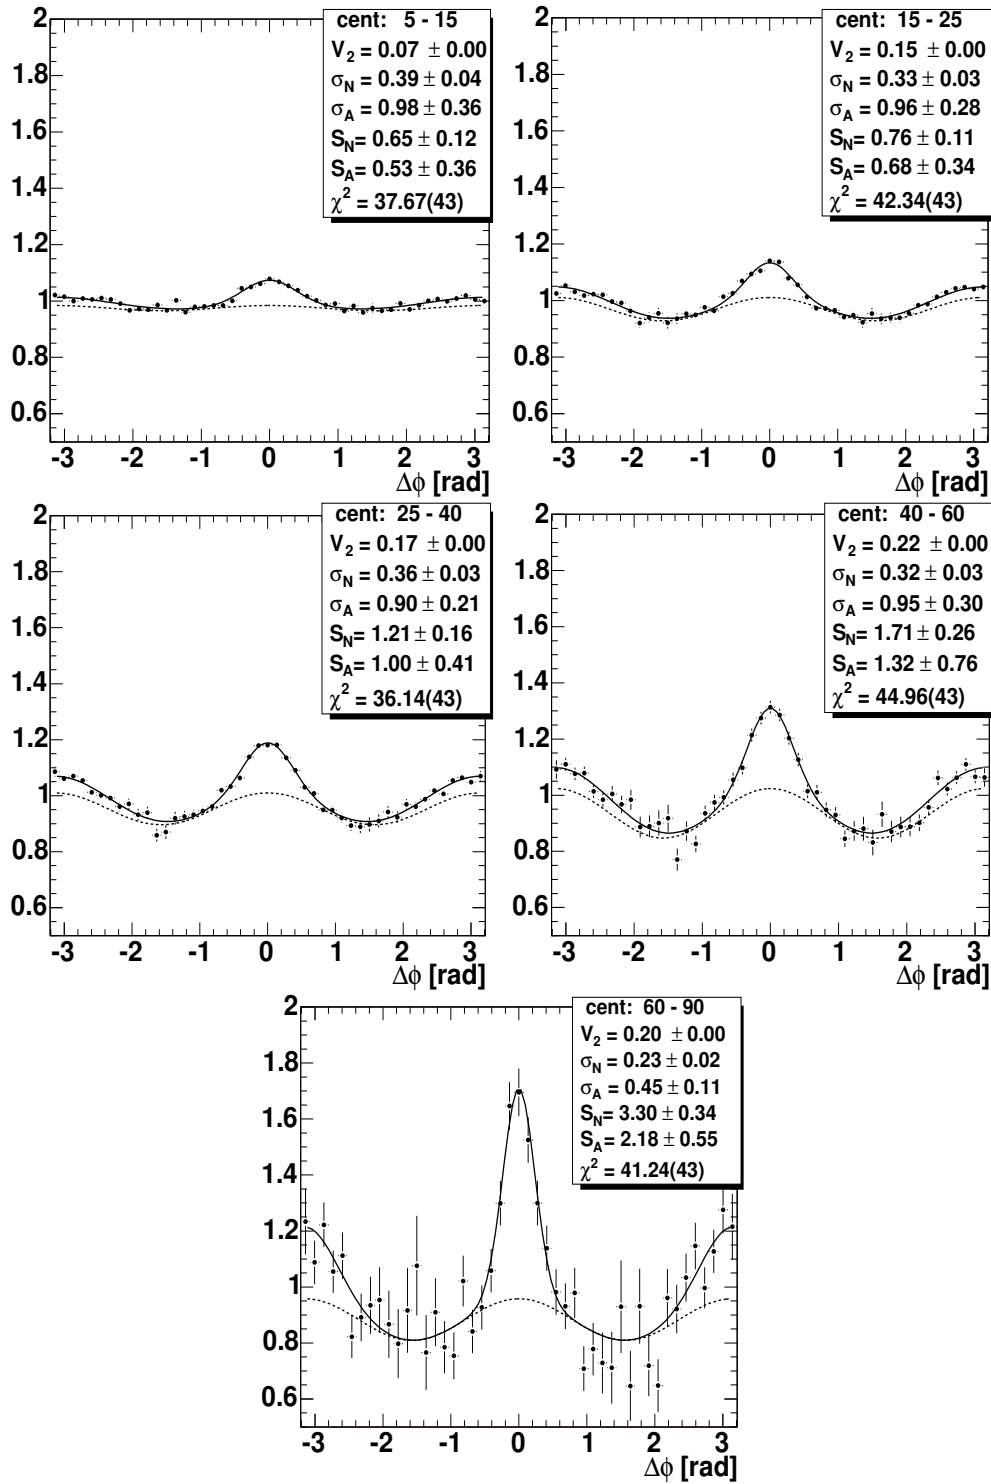 cent: 5 - 15
V2 = 0.07 ± 0.00
σN = 0.39 ± 0.04
σA = 0.98 ± 0.36
SN= 0.65 ± 0.12
SA= 0.53 ± 0.36
χ2 = 37.67(43)
2
1.8
1.6
1.4
1.2
1
0.8
0.6
-3 -2 -1 0 1 2 3
Δϕ [rad]
cent: 15 - 25
V2 = 0.15 ± 0.00
σN = 0.33 ± 0.03
σA = 0.96 ± 0.28
SN= 0.76 ± 0.11
SA= 0.68 ± 0.34
χ2 = 42.34(43)
2
1.8
1.6
1.4
1.2
1
0.8
0.6
-3 -2 -1 0 1 2 3
Δϕ [rad]
cent: 25 - 40
V2 = 0.17 ± 0.00
σN = 0.36 ± 0.03
σA = 0.90 ± 0.21
SN= 1.21 ± 0.16
SA= 1.00 ± 0.41
χ2 = 36.14(43)
2
1.8
1.6
1.4
1.2
1
0.8
0.6
-3 -2 -1 0 1 2 3
Δϕ [rad]
cent: 40 - 60
V2 = 0.22 ± 0.00
σN = 0.32 ± 0.03
σA = 0.95 ± 0.30
SN= 1.71 ± 0.26
SA= 1.32 ± 0.76
χ2 = 44.96(43)
2
1.8
1.6
1.4
1.2
1
0.8
0.6
-3 -2 -1 0 1 2 3
Δϕ [rad]
cent: 60 - 90
V2 = 0.20 ± 0.00
σN = 0.23 ± 0.02
σA = 0.45 ± 0.11
SN= 3.30 ± 0.34
SA= 2.18 ± 0.55
χ2 = 41.24(43)
2
1.8
1.6
1.4
1.2
1
0.8
0.6
-3 -2 -1 0 1 2 3
Δϕ [rad]